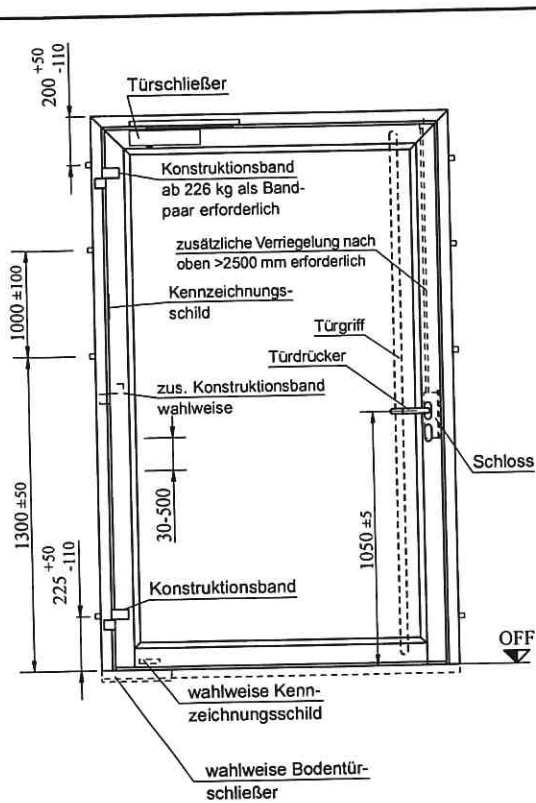 200 +50 -110
Türschließer
Konstruktionsband
ab 226 kg als Band-
paar erforderlich
zusätzliche Verriegelung nach
oben >2500 mm erforderlich
1000 ±100
Kennzeichnungs-
schild
Türgriff
Türdrücker
zus. Konstruktionsband
wahlweise
Schloss
30-500
1300 ±50
1050 ±5
225 +50 -110
Konstruktionsband
OFF
wahlweise Kenn-
zeichnungsschild
wahlweise Bodentür-
schließer